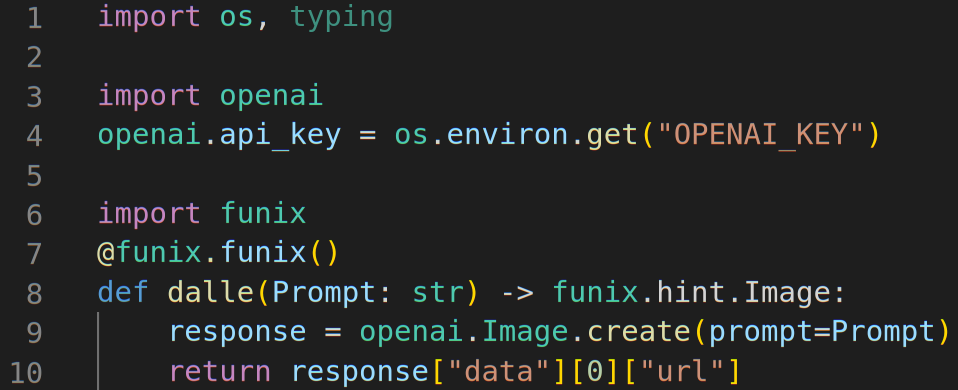 1 import os, typing
2
3 import openai
4 openai.api_key = os.environ.get("OPENAI_KEY")
5
6 import funix
7 @funix.funix()
8 def dalle(Prompt: str) -> funix.hint.Image:
9     response = openai.Image.create(prompt=Prompt)
10     return response["data"][0]["url"]